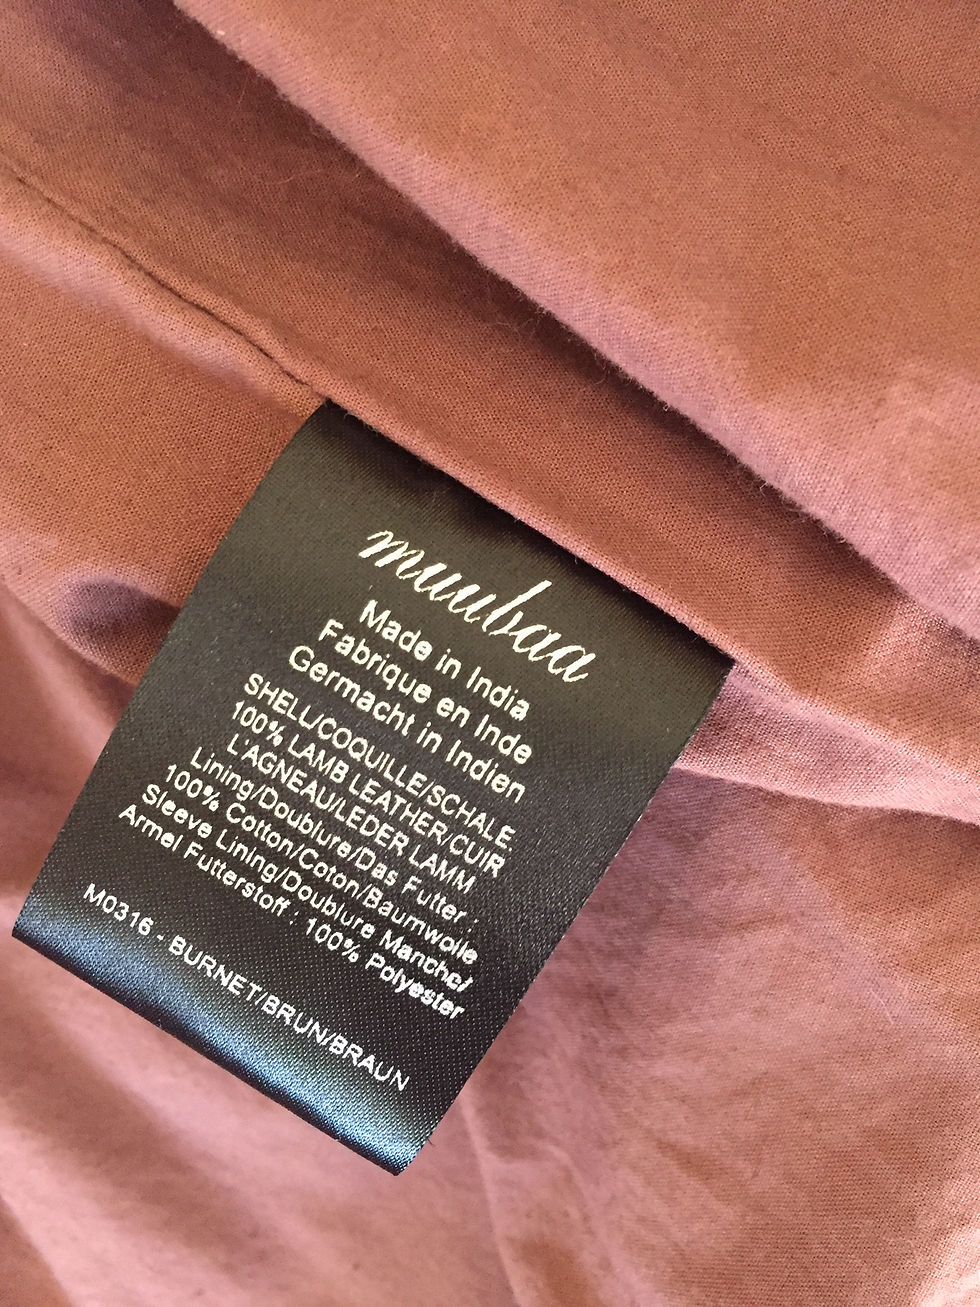 muubaa
Made in India
Fabrique en Inde
Germacht in Indien
SHELL/COQUILLE/SCHALE.
100% LAMB LEATHER/CUIR
L'AGNEAU/LEDER LAMM
Lining/Doublure/Das Futter :
100% Cotton/Coton/Baumwolle
Sleeve Lining/Doublure Manche/
Armel Futterstoff : 100% Polyester
M0316 - BURNET/BRUN/BRAUN